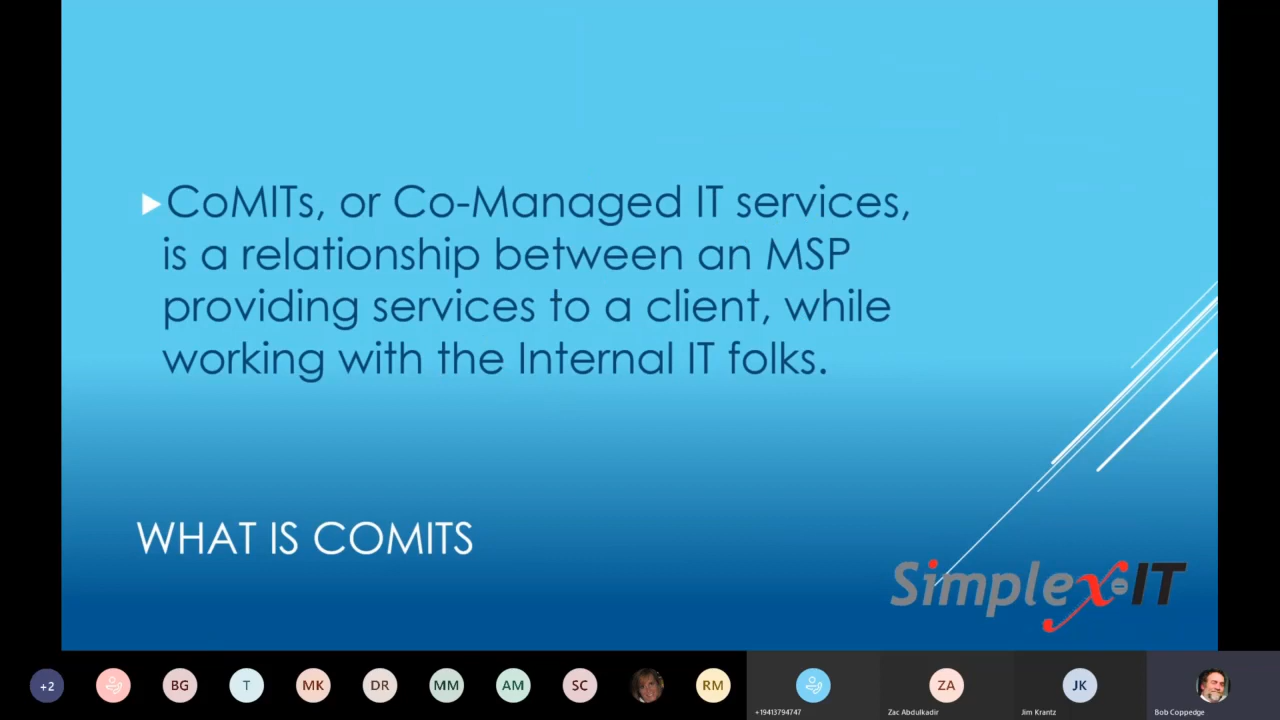 CoMITs, or Co-Managed IT services,
is a relationship between an MSP
providing services to a client, while
working with the Internal IT folks.
WHAT IS COMITS
Simplex-IT
+2
BG
T
MK
DR
MM
AM
SC
RM
+19413794747
ZA
Zac Abdulkadir
JK
Jim Krantz
Bob Coppedge